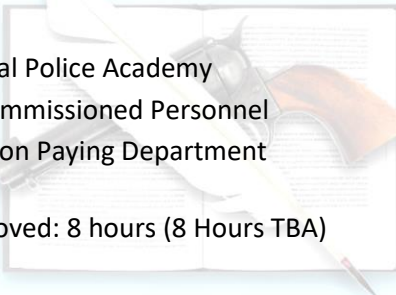 al Police Academy
mmissioned Personnel
on Paying Department
oved: 8 hours (8 Hours TBA)